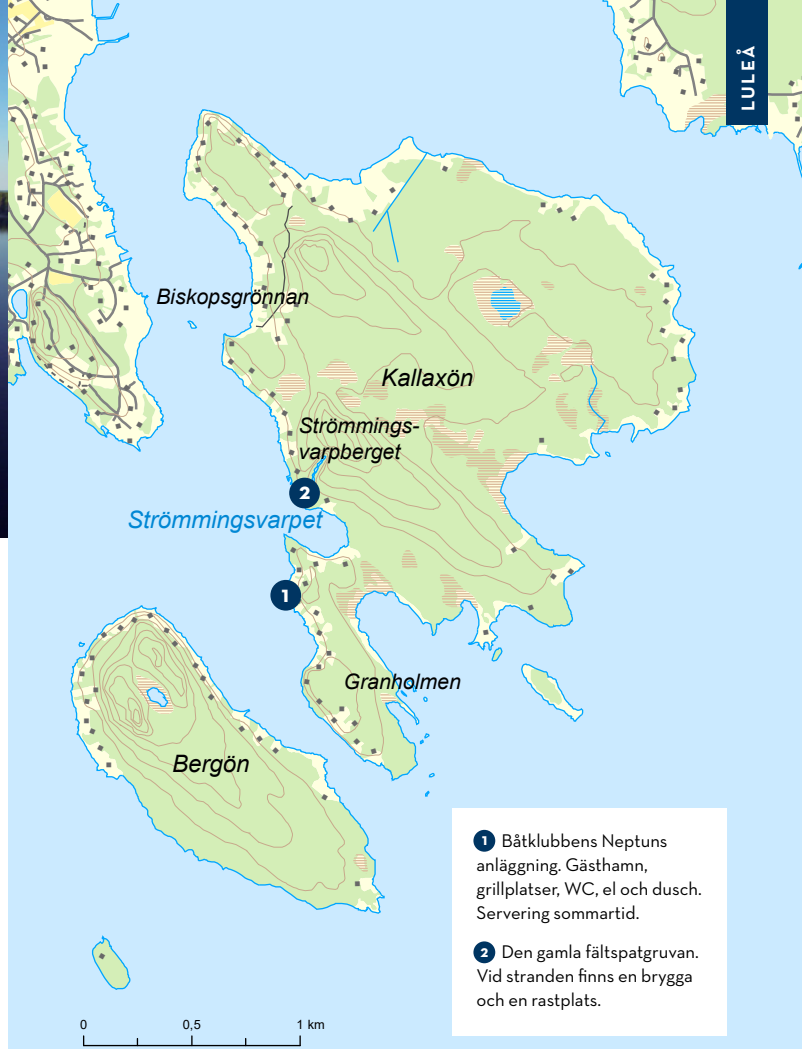 LULEÅ
Biskopsgrönnan
Kallaxön
Strömmings-
varpberget
2
Strömmingsvarpet
1
Granholmen
Bergön
1 Båtklubbens Neptuns
anläggning. Gästhamn,
grillplatser, WC, el och dusch.
Servering sommartid.
2 Den gamla fältspatgruvan.
Vid stranden finns en brygga
och en rastplats.
0 0,5 1 km